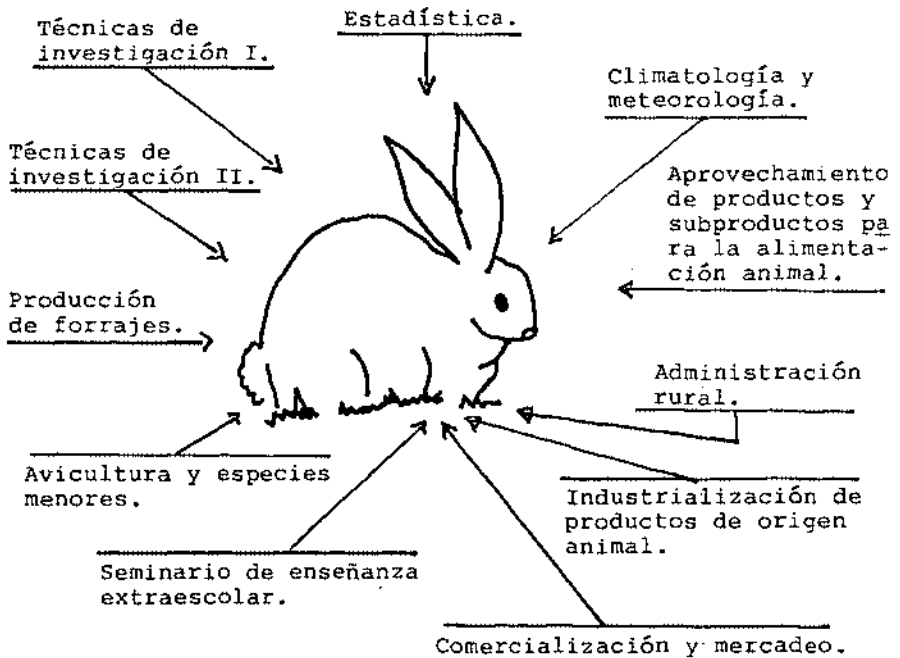 Técnicas de
investigación I.
Estadística.
Climatología y
meteorología.
Técnicas de
investigación II.
Aprovechamiento
de productos y
subproductos pa
ra la alimenta-
ción animal.
Producción
de forrajes.
Administración
rural.
Avicultura y especies
menores.
Industrialización de
productos de origen
animal.
Seminario de enseñanza
extraescolar.
Comercialización y mercadeo.